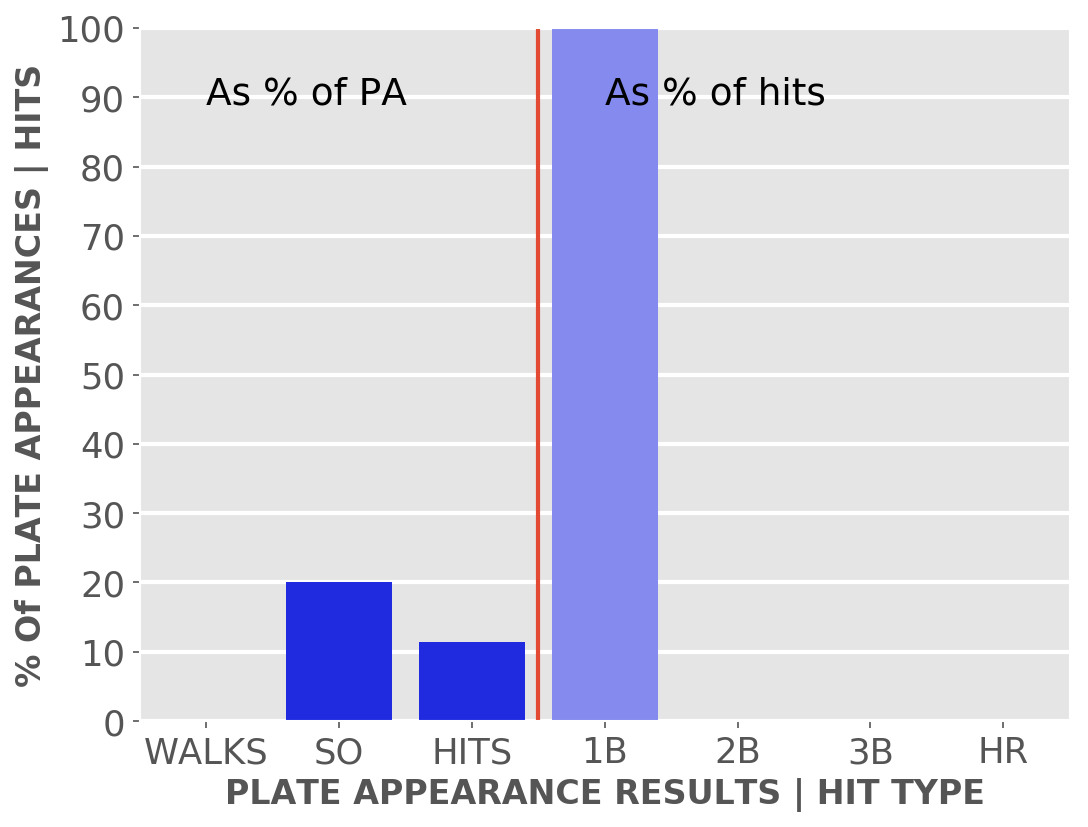 100
90
80
70
60
50
40
30
20
10
0
% Of PLATE APPEARANCES | HITS
As % of PA
As % of hits
WALKS SO HITS 1B 2B 3B HR
PLATE APPEARANCE RESULTS | HIT TYPE